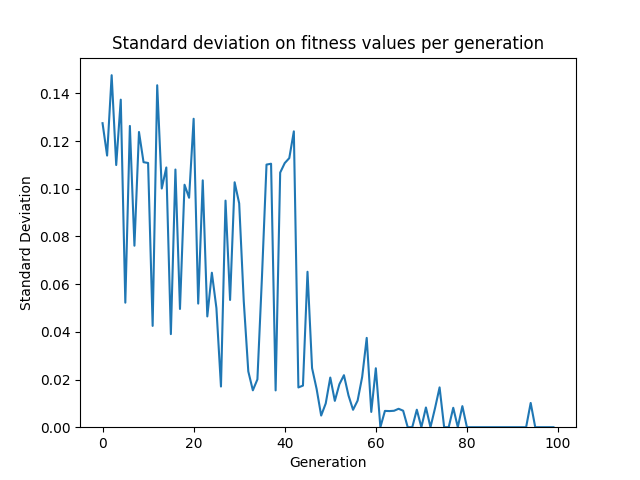 Standard deviation on fitness values per generation
0.14
0.12
0.10
0.08
0.06
0.04
0.02
0.00
Standard Deviation
0 20 40 60 80 100
Generation